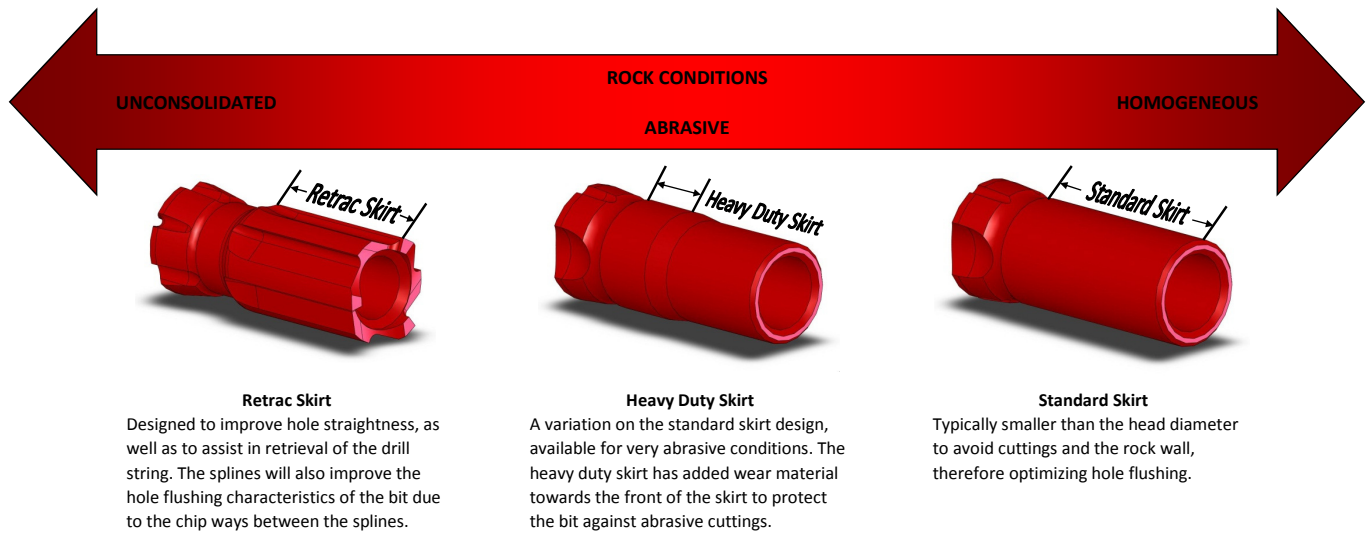 ROCK CONDITIONS
UNCONSOLIDATED
HOMOGENEOUS
ABRASIVE
Retrac Skirt
Heavy Duty Skirt
Standard Skirt
Retrac Skirt
Designed to improve hole straightness, as
well as to assist in retrieval of the drill
string. The splines will also improve the
hole flushing characteristics of the bit due
to the chip ways between the splines.
Heavy Duty Skirt
A variation on the standard skirt design,
available for very abrasive conditions. The
heavy duty skirt has added wear material
towards the front of the skirt to protect
the bit against abrasive cuttings.
Standard Skirt
Typically smaller than the head diameter
to avoid cuttings and the rock wall,
therefore optimizing hole flushing.